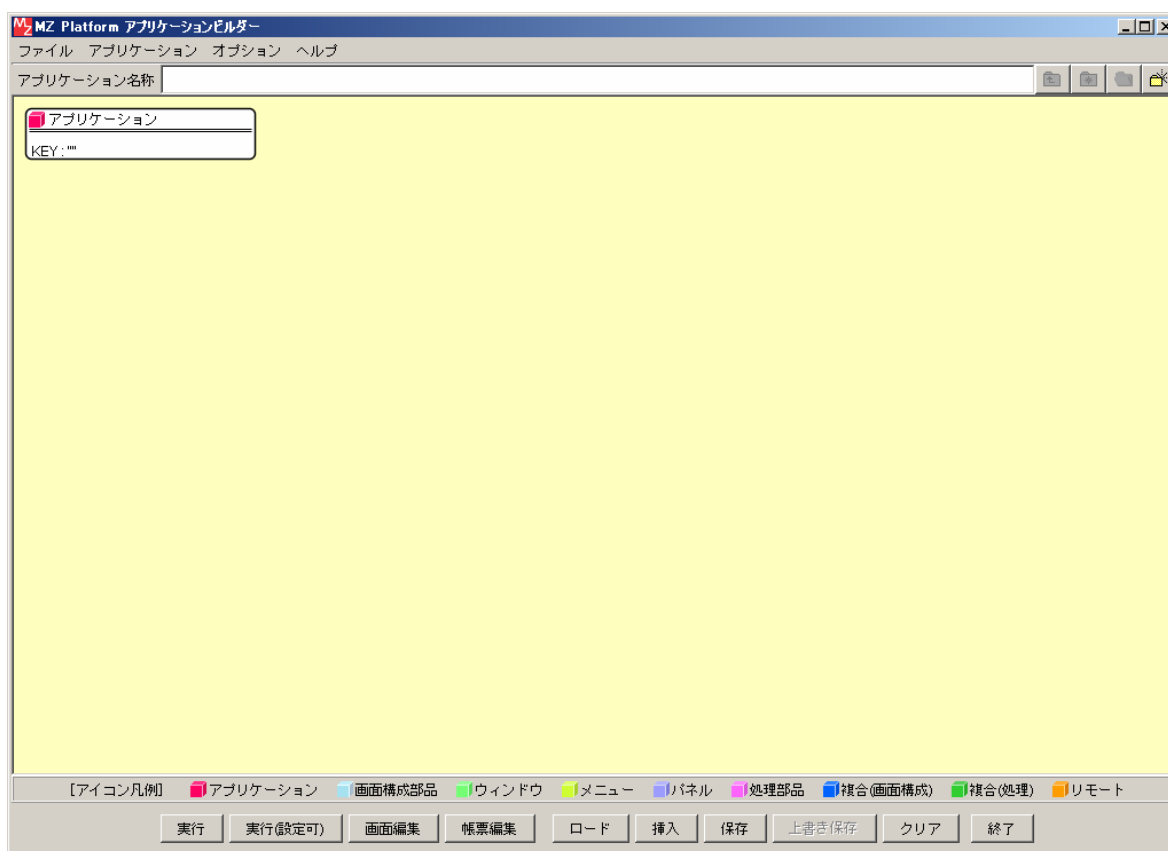 MZ Platform アプリケーションビルダー
ファイル アプリケーション オプション ヘルプ
アプリケーション名称
アプリケーション
KEY : ""
[アイコン凡例] アプリケーション 画面構成部品 ウィンドウ メニュー パネル 処理部品 複合(画面構成) 複合(処理) リモート
実行 実行(設定可) 画面編集 帳票編集 ロード 挿入 保存 上書き保存 クリア 終了